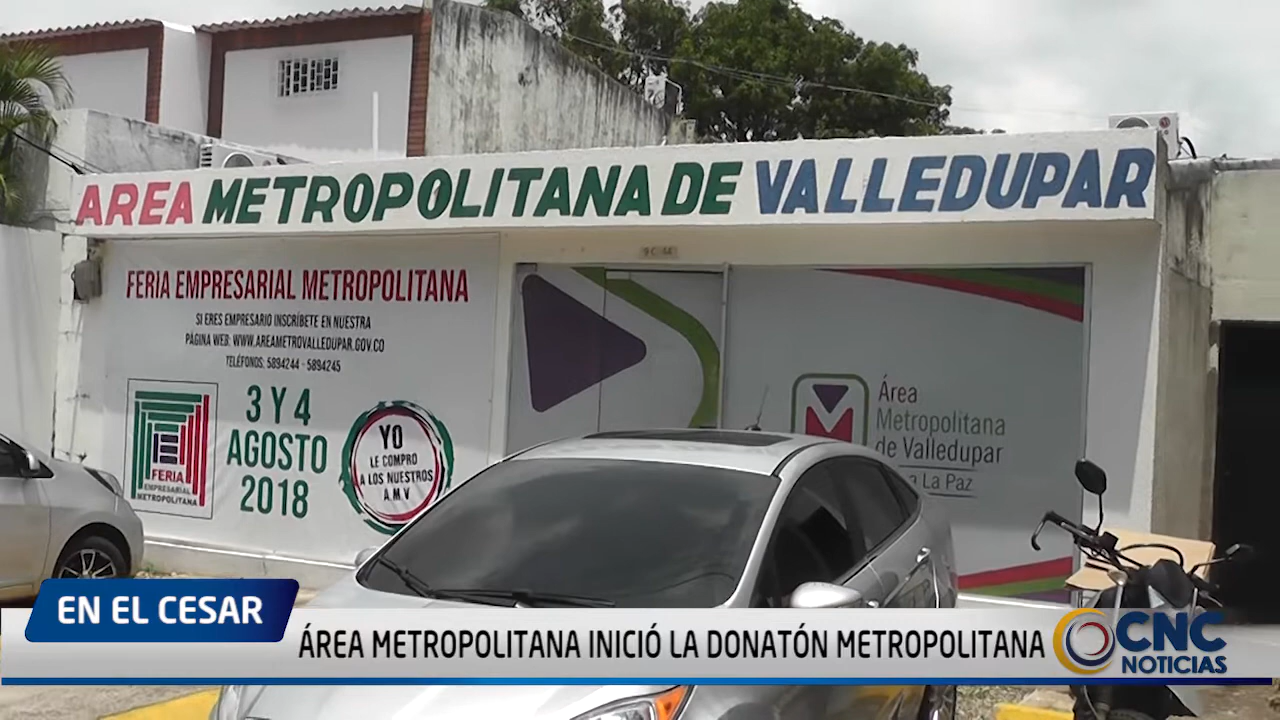 AREA METROPOLITANA DE VALLEDUPAR
FERIA EMPRESARIAL METROPOLITANA
SI ERES EMPRESARIO INSCRÍBETE EN NUESTRA
PÁGINA WEB: WWW.AREAMETROVALLEDUPAR.GOV.CO
TELÉFONOS: 5894244 - 5894245
3 Y 4
AGOSTO
2018
FERIA
EMPRESARIAL
METROPOLITANA
YO
LE COMPRO
A LOS NUESTROS
A M V
Área
Metropolitana
de Valledupar
La Paz
EN EL CESAR
ÁREA METROPOLITANA INICIÓ LA DONATÓN METROPOLITANA
CNC
NOTICIAS